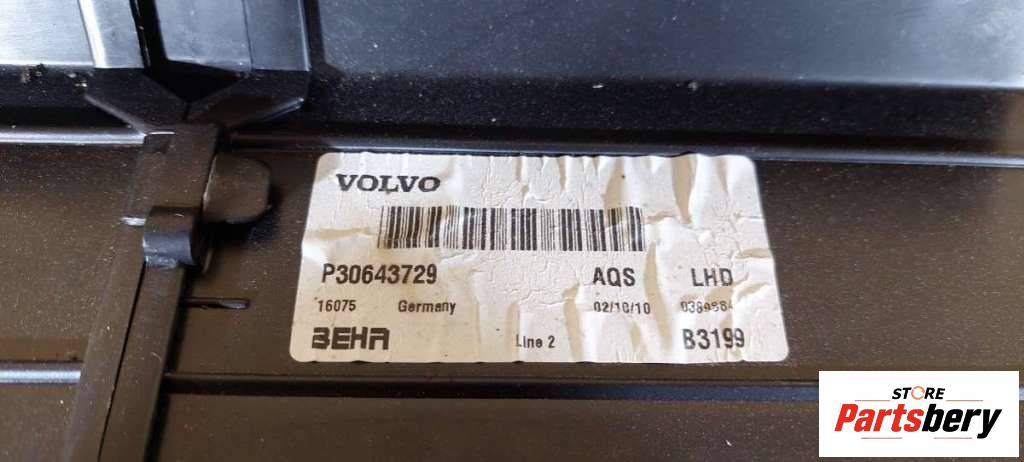 VOLVO
P30643729 AQS LHD
16075 Germany 02/10/10
BEHR Line 2 B3199
STORE
Partsbery